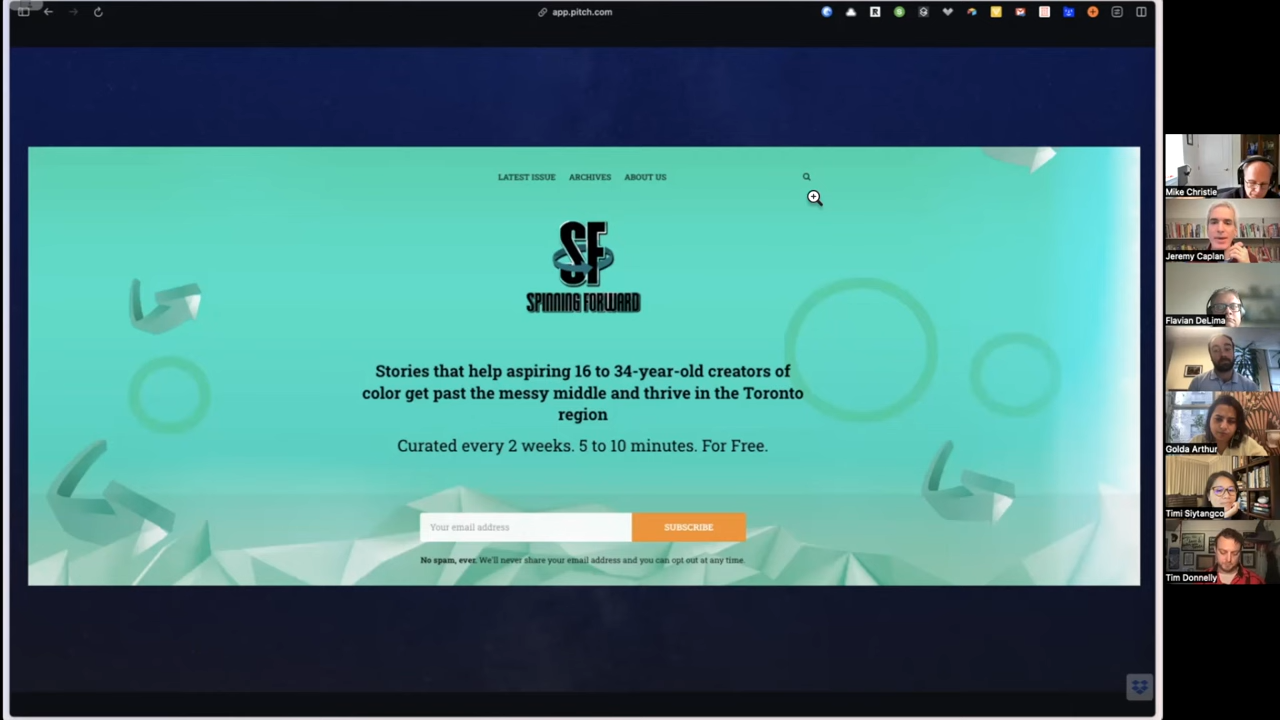 app.pitch.com
LATEST ISSUE ARCHIVES ABOUT US
SF
SPINNING FORWARD
Stories that help aspiring 16 to 34-year-old creators of
color get past the messy middle and thrive in the Toronto
region
Curated every 2 weeks. 5 to 10 minutes. For Free.
Your email address
SUBSCRIBE
No spam, ever. We'll never share your email address and you can opt out at any time.
Mike Christie
Jeremy Caplan
Flavian DeLima
Golda Arthur
Timi Siytangco
Tim Donnelly